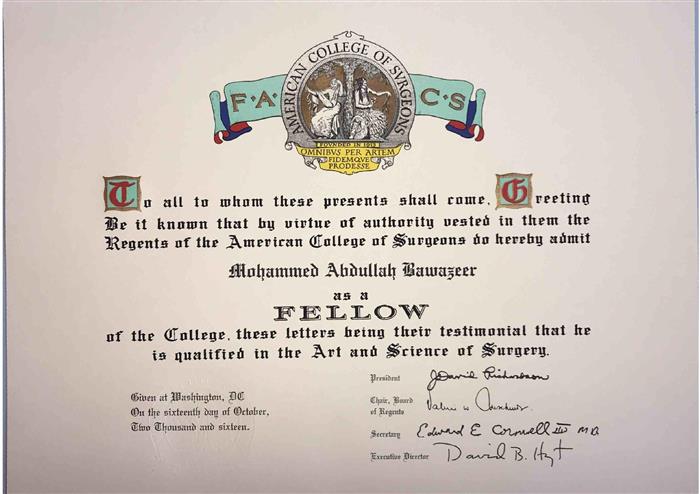 F·A·C·S
AMERICAN COLLEGE OF SVRGEONS
FOUNDED IN 1913
OMNIBVS PER ARTEM
FIDEMQVE
PRODESSE
To all to whom these presents shall come, Greeting
Be it known that by virtue of authority vested in them the
Regents of the American College of Surgeons do hereby admit
Mohammed Abdullah Bawazeer
as a
FELLOW
of the College, these letters being their testimonial that he
is qualified in the Art and Science of Surgery.
Given at Washington, DC
On the sixteenth day of October,
Two Thousand and sixteen.
President J David Richardson
Chair, Board
of Regents
Secretary Edward E Cornwell III M.D.
Executive Director David B. Hoyt